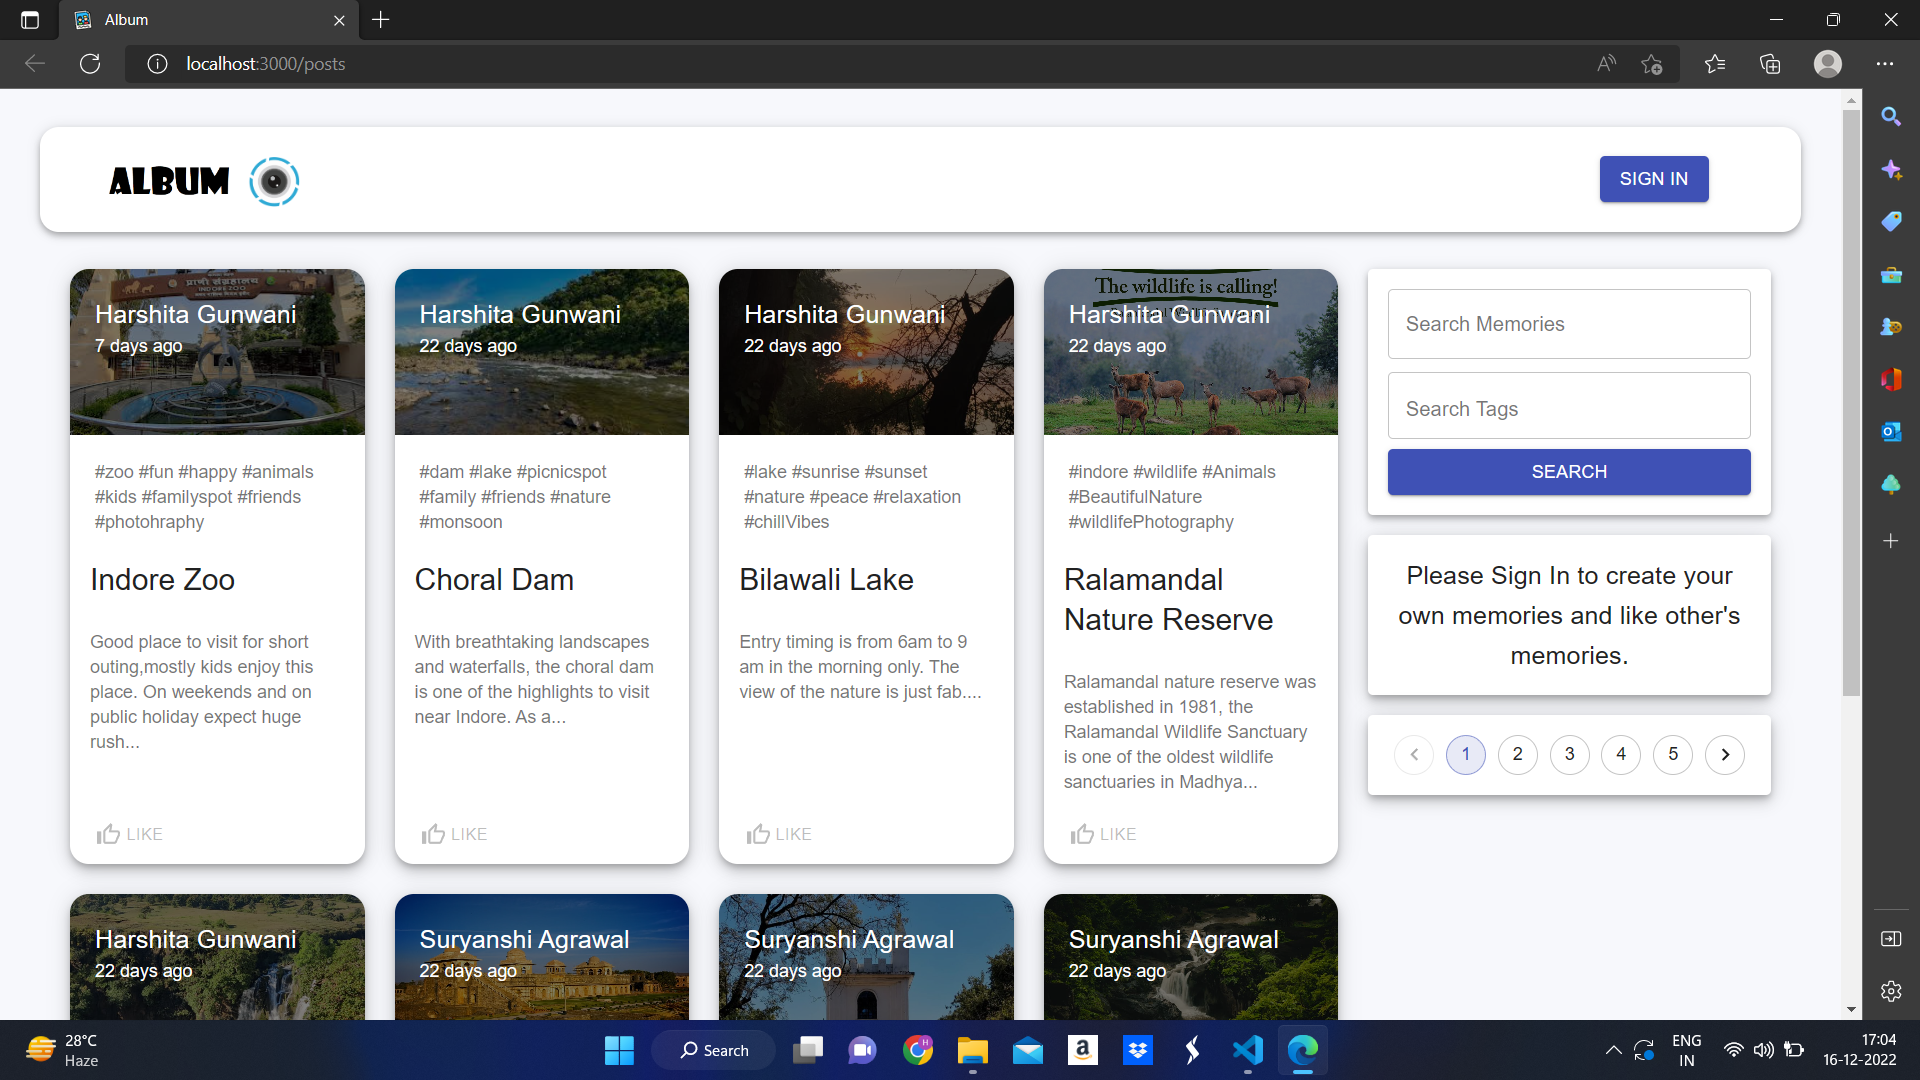 Album
localhost:3000/posts
ALBUM
SIGN IN
प्राणी संग्रहालय
INDORE ZOO
Harshita Gunwani
7 days ago
#zoo #fun #happy #animals
#kids #familyspot #friends
#photohraphy
Indore Zoo
Good place to visit for short
outing,mostly kids enjoy this
place. On weekends and on
public holiday expect huge
rush...
LIKE
Harshita Gunwani
22 days ago
#dam #lake #picnicspot
#family #friends #nature
#monsoon
Choral Dam
With breathtaking landscapes
and waterfalls, the choral dam
is one of the highlights to visit
near Indore. As a...
LIKE
Harshita Gunwani
22 days ago
#lake #sunrise #sunset
#nature #peace #relaxation
#chillVibes
Bilawali Lake
Entry timing is from 6am to 9
am in the morning only. The
view of the nature is just fab....
LIKE
The wildlife is calling!
Harshita Gunwani
22 days ago
#indore #wildlife #Animals
#BeautifulNature
#wildlifePhotography
Ralamandal
Nature Reserve
Ralamandal nature reserve was
established in 1981, the
Ralamandal Wildlife Sanctuary
is one of the oldest wildlife
sanctuaries in Madhya...
LIKE
Search Memories
Search Tags
SEARCH
Please Sign In to create your
own memories and like other's
memories.
1 2 3 4 5
Harshita Gunwani
22 days ago
Suryanshi Agrawal
22 days ago
Suryanshi Agrawal
22 days ago
Suryanshi Agrawal
22 days ago
28°C
Haze
Search
ENG
IN
17:04
16-12-2022